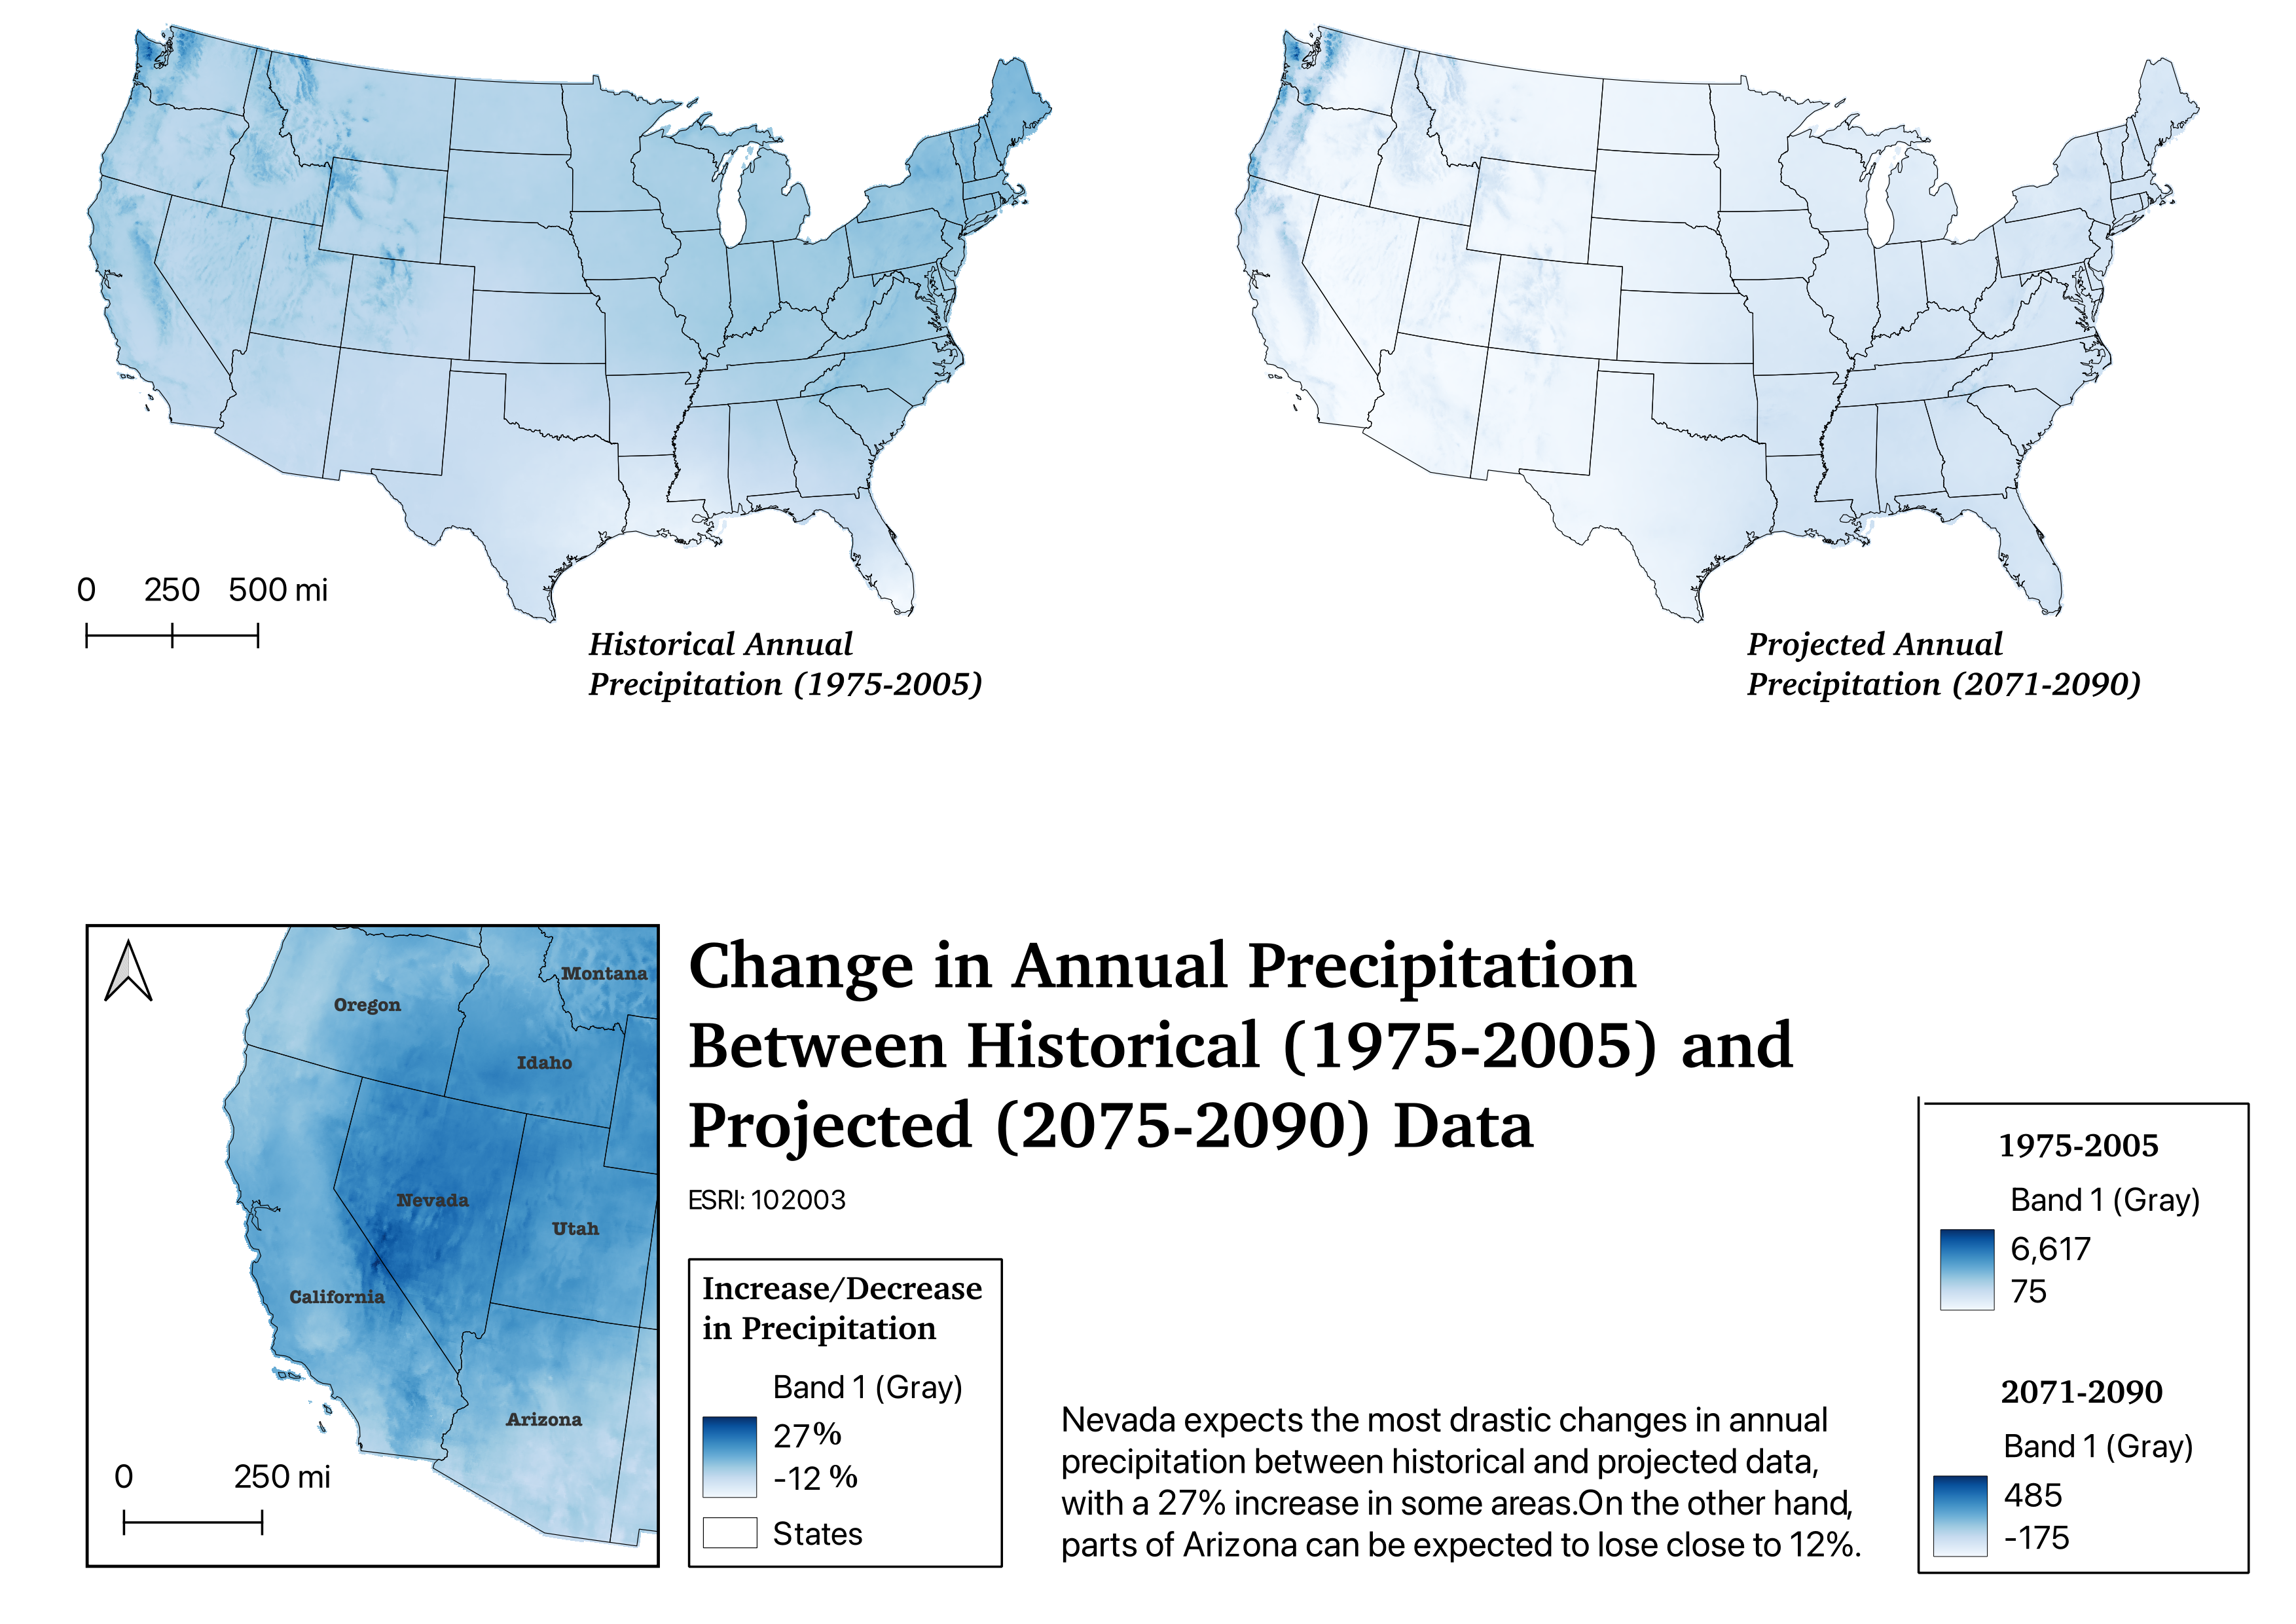 0 250 500 mi
Historical Annual
Precipitation (1975-2005)
Projected Annual
Precipitation (2071-2090)
Montana
Oregon
Idaho
Nevada
Utah
California
Arizona
0 250 mi
Change in Annual Precipitation
Between Historical (1975-2005) and
Projected (2075-2090) Data
ESRI: 102003
Increase/Decrease
in Precipitation
Band 1 (Gray)
27%
-12 %
States
Nevada expects the most drastic changes in annual
precipitation between historical and projected data,
with a 27% increase in some areas.On the other hand,
parts of Arizona can be expected to lose close to 12%.
1975-2005
Band 1 (Gray)
6,617
75
2071-2090
Band 1 (Gray)
485
-175